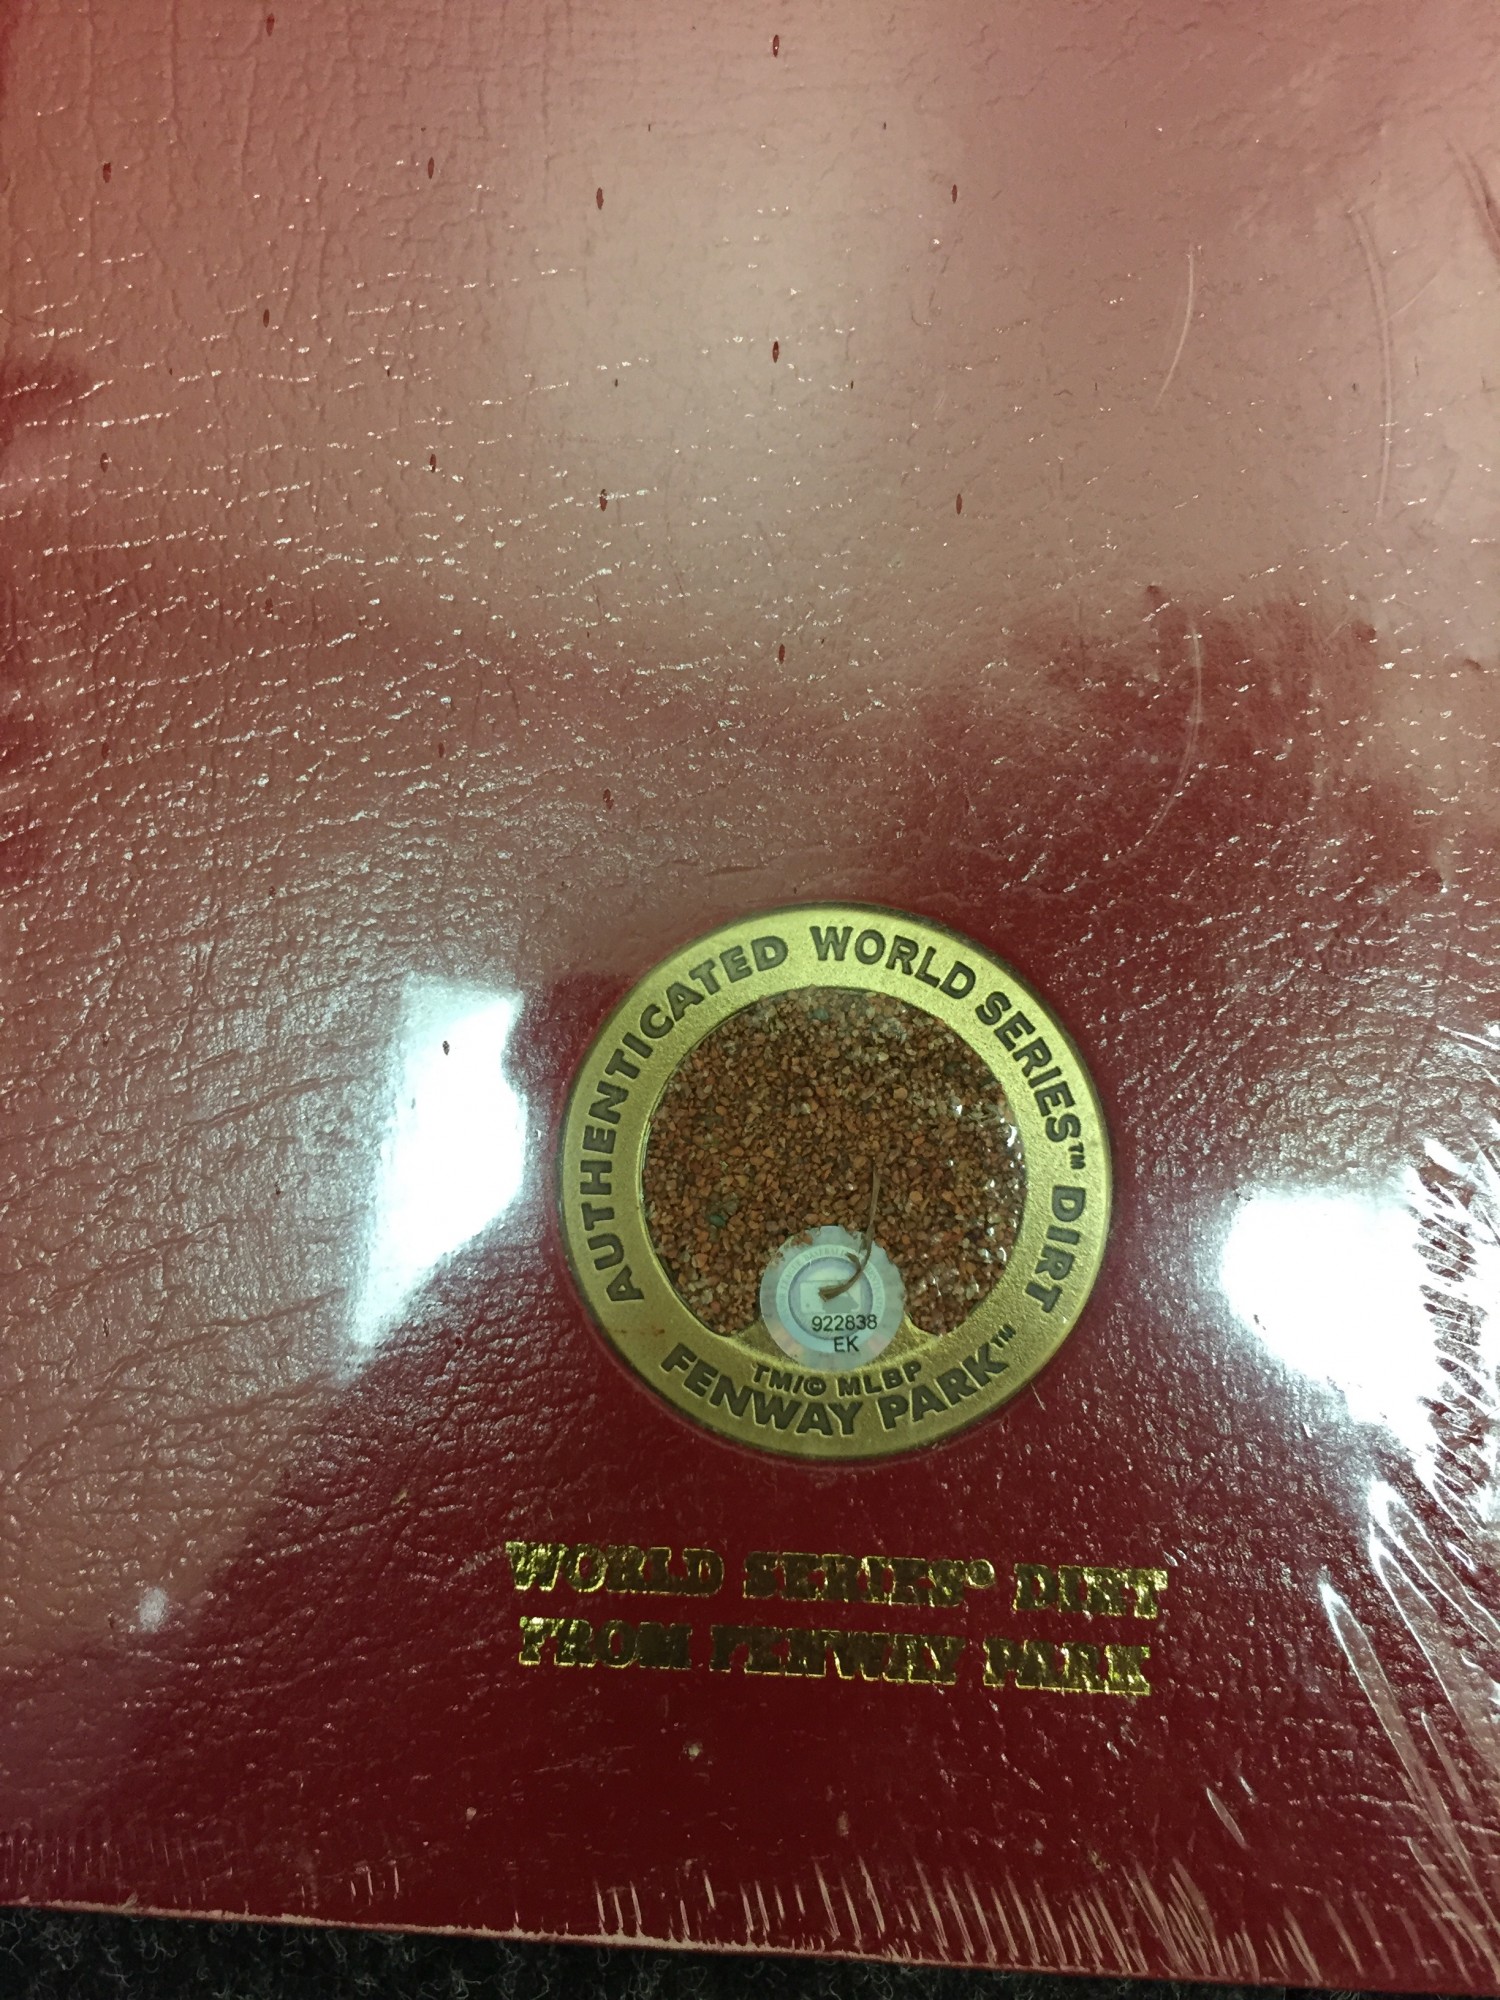 AUTHENTICATED WORLD SERIES™ DIRT
922838
EK
TM/© MLBP
FENWAY PARK™
WORLD SERIES® DIRT
FROM FENWAY PARK